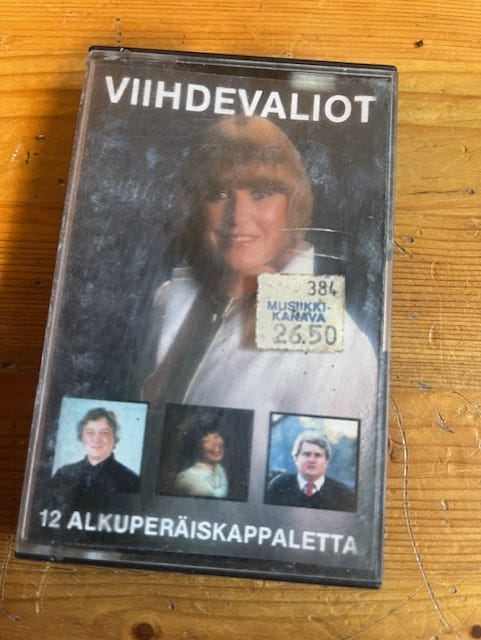 VIIHDEVALIOT
384
MUSIIKKI-
KANAVA
26.50
12 ALKUPERÄISKAPPALETTA